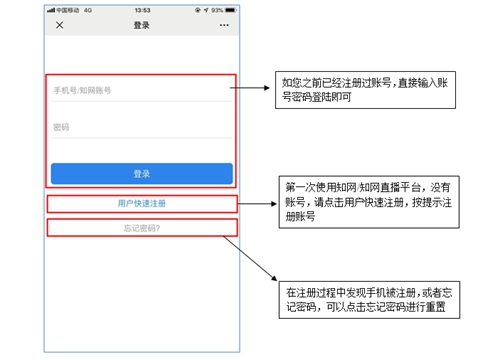 中国移动 4G 13:53 93%
× 登录 ···
手机号/知网账号
密码
登录
用户快速注册
忘记密码?
如您之前已经注册过账号,直接输入账
号密码登陆即可
第一次使用知网/知网直播平台,没有
账号,请点击用户快速注册,按提示注
册账号
在注册过程中发现手机被注册,或者忘
记密码,可以点击忘记密码进行重置